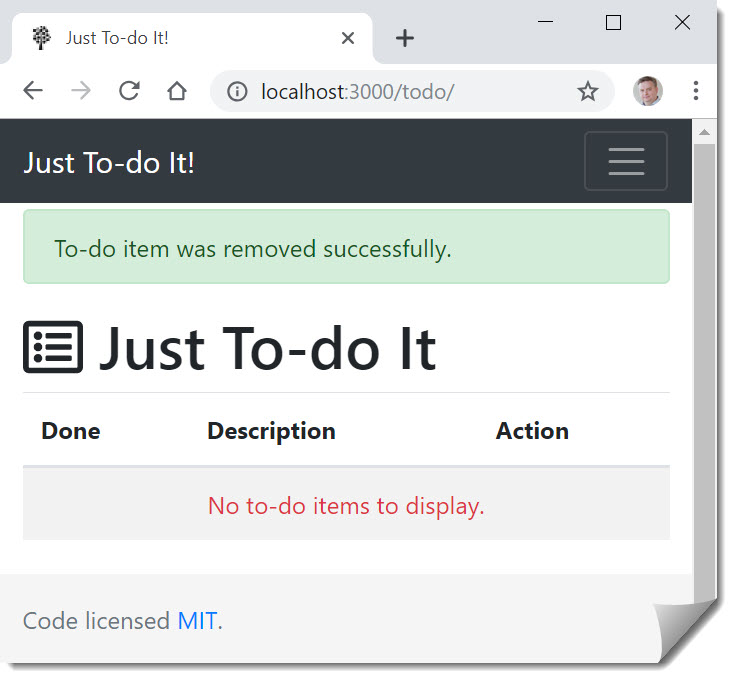 Just To-do It!
localhost:3000/todo/
Just To-do It!
To-do item was removed successfully.
Just To-do It
Done Description Action
No to-do items to display.
Code licensed MIT.